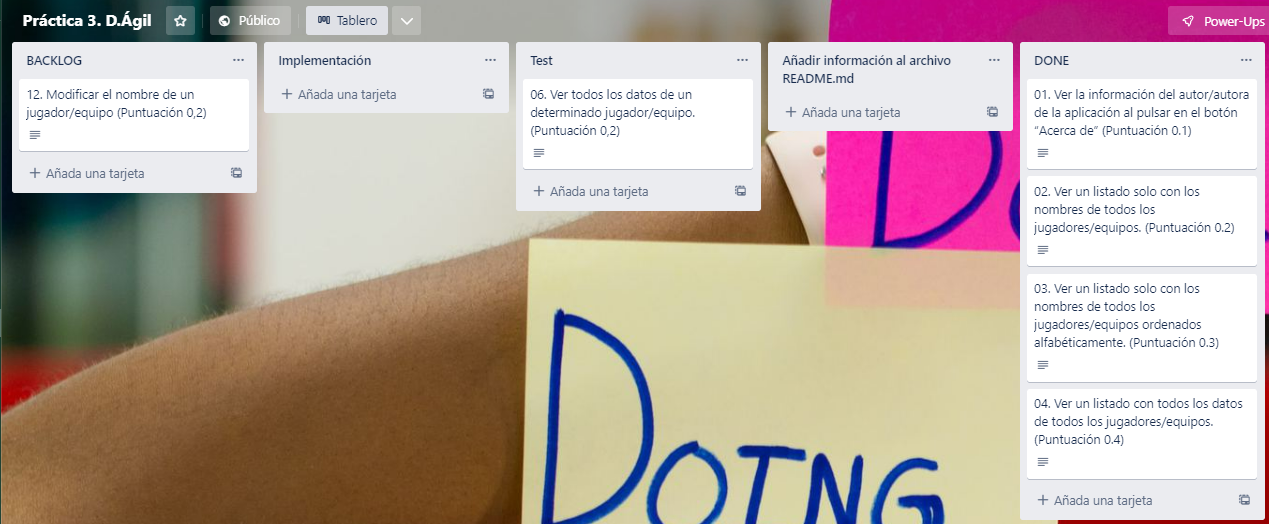 Práctica 3. D.Ágil
Público
Tablero
Power-Ups
BACKLOG
12. Modificar el nombre de un
jugador/equipo (Puntuación 0,2)
Añada una tarjeta
Implementación
Añada una tarjeta
Test
06. Ver todos los datos de un
determinado jugador/equipo.
(Puntuación 0,2)
Añada una tarjeta
Añadir información al archivo
README.md
Añada una tarjeta
DONE
01. Ver la información del autor/autora
de la aplicación al pulsar en el botón
“Acerca de” (Puntuación 0.1)
02. Ver un listado solo con los
nombres de todos los
jugadores/equipos. (Puntuación 0.2)
03. Ver un listado solo con los
nombres de todos los
jugadores/equipos ordenados
alfabéticamente. (Puntuación 0.3)
04. Ver un listado con todos los datos
de todos los jugadores/equipos.
(Puntuación 0.4)
Añada una tarjeta
DOING